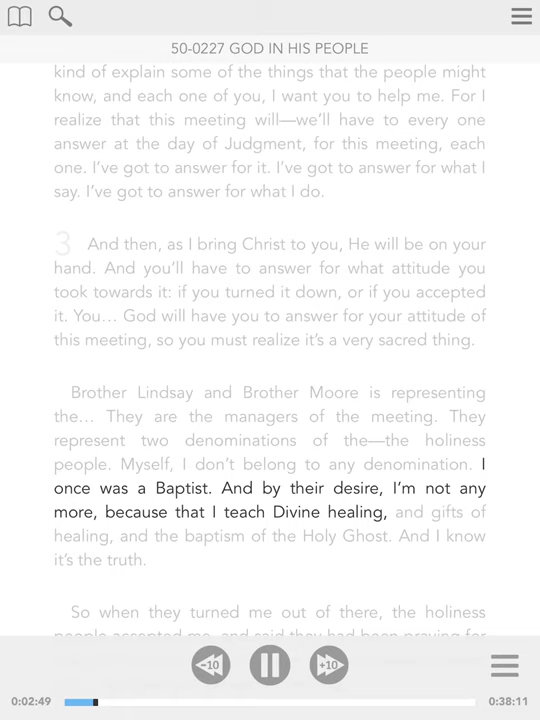 50-0227 GOD IN HIS PEOPLE
kind of explain some of the things that the people might
know, and each one of you, I want you to help me. For I
realize that this meeting will—we’ll have to every one
answer at the day of Judgment, for this meeting, each
one. I’ve got to answer for it. I’ve got to answer for what I
say. I’ve got to answer for what I do.
3 And then, as I bring Christ to you, He will be on your
hand. And you’ll have to answer for what attitude you
took towards it: if you turned it down, or if you accepted
it. You… God will have you to answer for your attitude of
this meeting, so you must realize it’s a very sacred thing.
Brother Lindsay and Brother Moore is representing
the… They are the managers of the meeting. They
represent two denominations of the—the holiness
people. Myself, I don’t belong to any denomination. I
once was a Baptist. And by their desire, I’m not any
more, because that I teach Divine healing, and gifts of
healing, and the baptism of the Holy Ghost. And I know
it’s the truth.
So when they turned me out of there, the holiness
people accepted me, and said they had been praying for
-10 +10
0:02:49 0:38:11